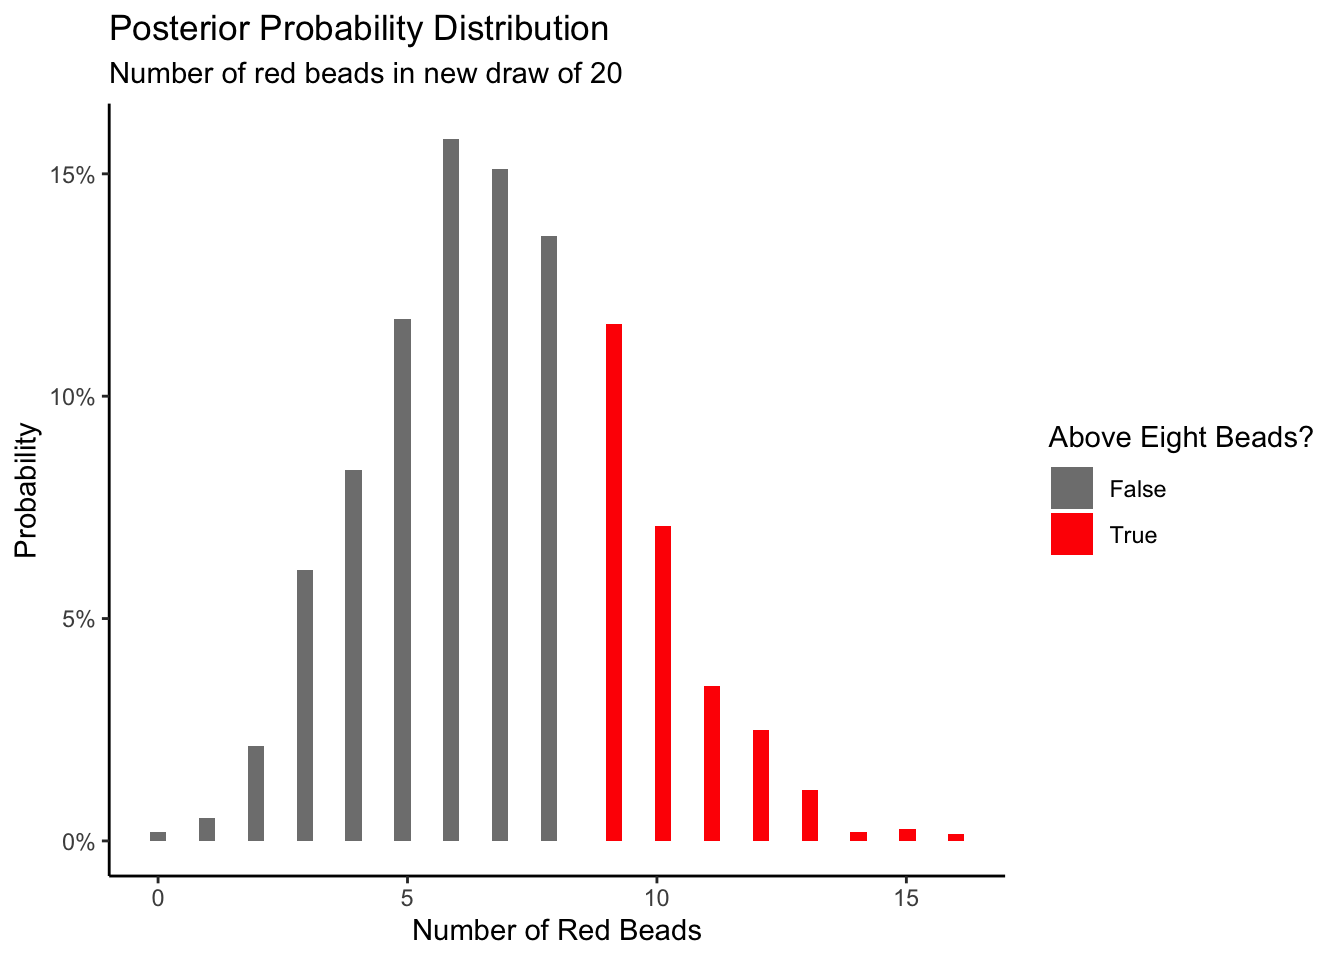 Posterior Probability Distribution
Number of red beads in new draw of 20
Probability
15%
10%
5%
0%
0 5 10 15
Number of Red Beads
Above Eight Beads?
False
True